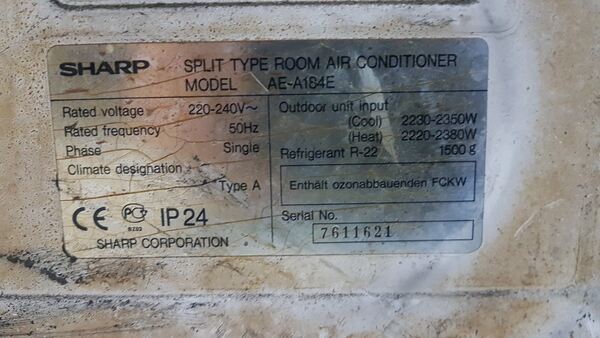 SHARP SPLIT TYPE ROOM AIR CONDITIONER
MODEL AE-A184E
Rated voltage 220-240V~
Rated frequency 50Hz
Phase Single
Climate designation
Type A
Outdoor unit input
(Cool) 2230-2350W
(Heat) 2220-2380W
Refrigerant R-22 1500 g
Enthält ozonabbauenden FCKW
CE IP24
SHARP CORPORATION
Serial No.
7611621